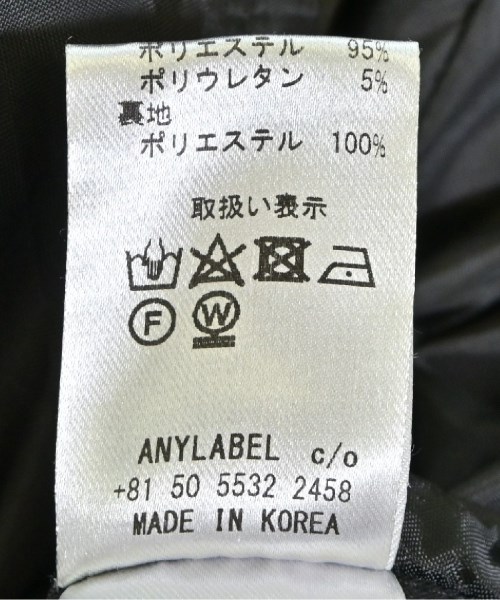 ポリエステル 95%
ポリウレタン 5%
裏地
ポリエステル 100%
取扱い表示
F W
ANYLABEL c/o
+81 50 5532 2458
MADE IN KOREA